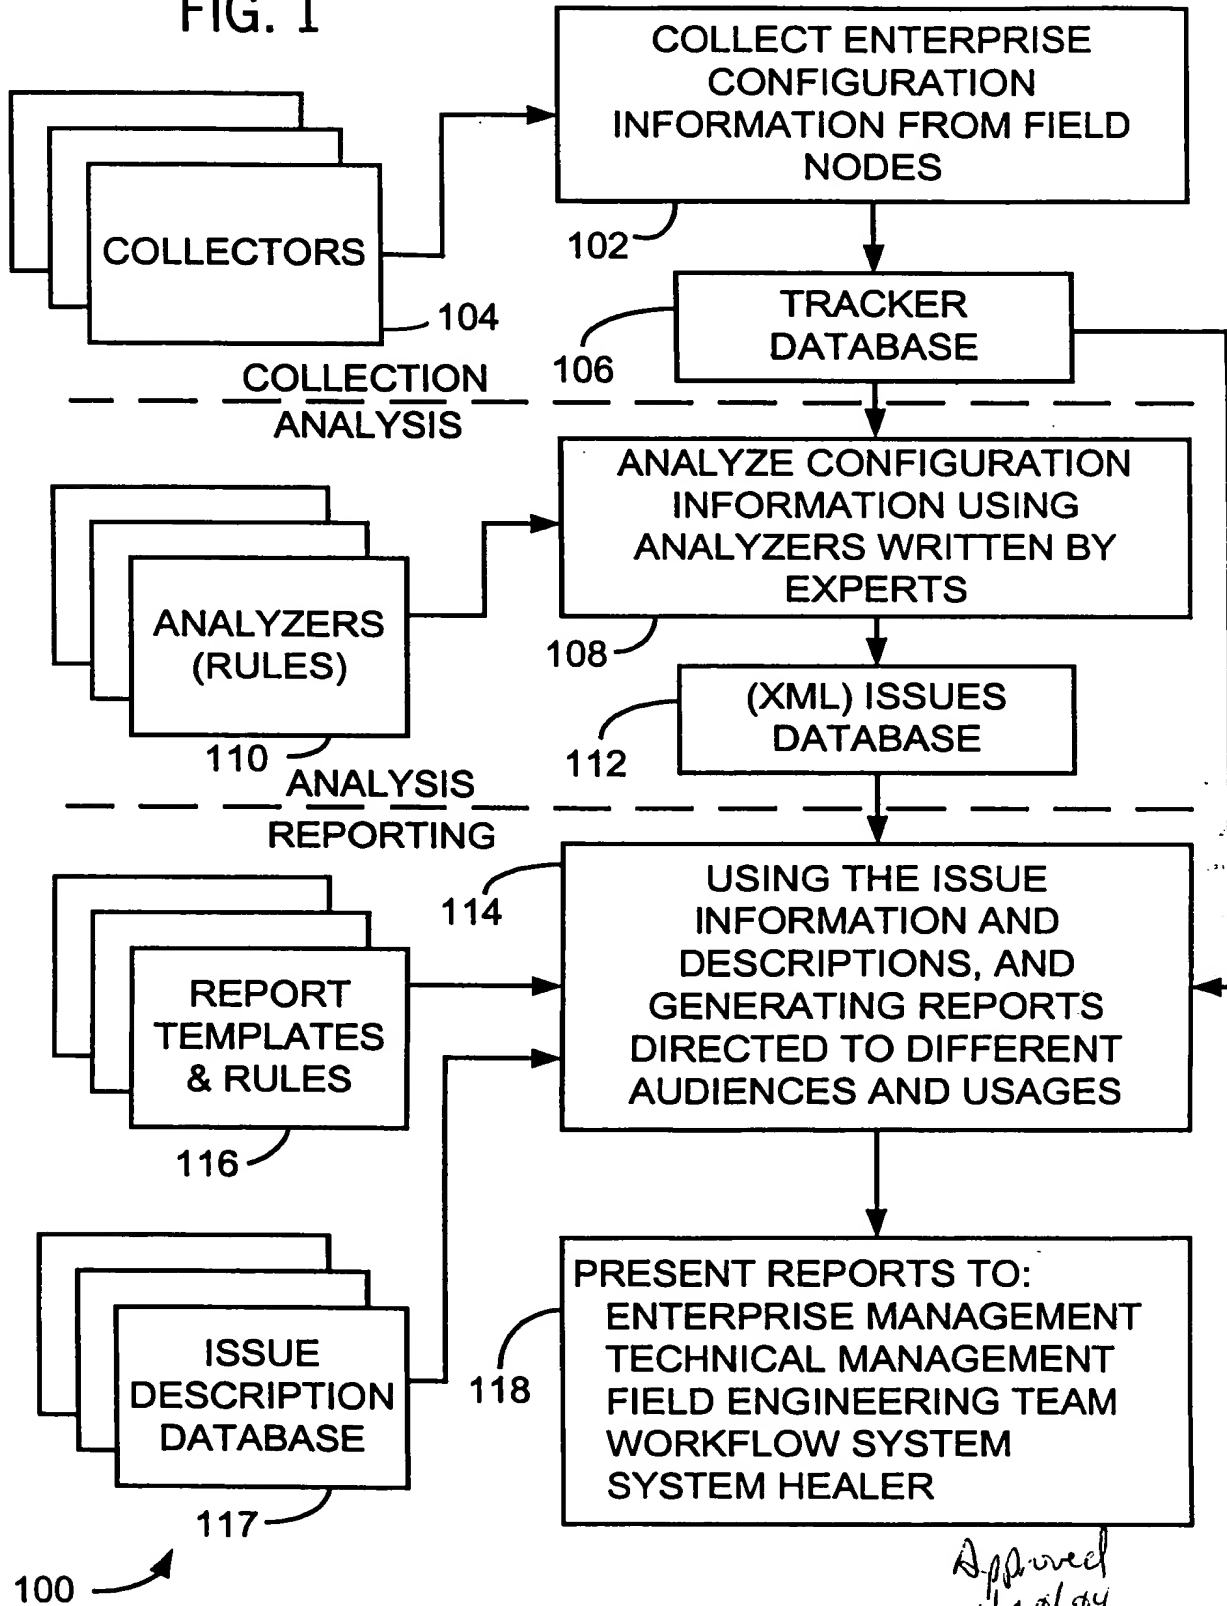 FIG. 1
COLLECT ENTERPRISE
CONFIGURATION
INFORMATION FROM FIELD
NODES
102
COLLECTORS
104
TRACKER
DATABASE
106
COLLECTION
ANALYSIS
ANALYZE CONFIGURATION
INFORMATION USING
ANALYZERS WRITTEN BY
EXPERTS
108
ANALYZERS
(RULES)
110
(XML) ISSUES
DATABASE
112
ANALYSIS
REPORTING
114
USING THE ISSUE
INFORMATION AND
DESCRIPTIONS, AND
GENERATING REPORTS
DIRECTED TO DIFFERENT
AUDIENCES AND USAGES
REPORT
TEMPLATES
& RULES
116
ISSUE
DESCRIPTION
DATABASE
117
PRESENT REPORTS TO:
ENTERPRISE MANAGEMENT
TECHNICAL MANAGEMENT
FIELD ENGINEERING TEAM
WORKFLOW SYSTEM
SYSTEM HEALER
118
100
Approved